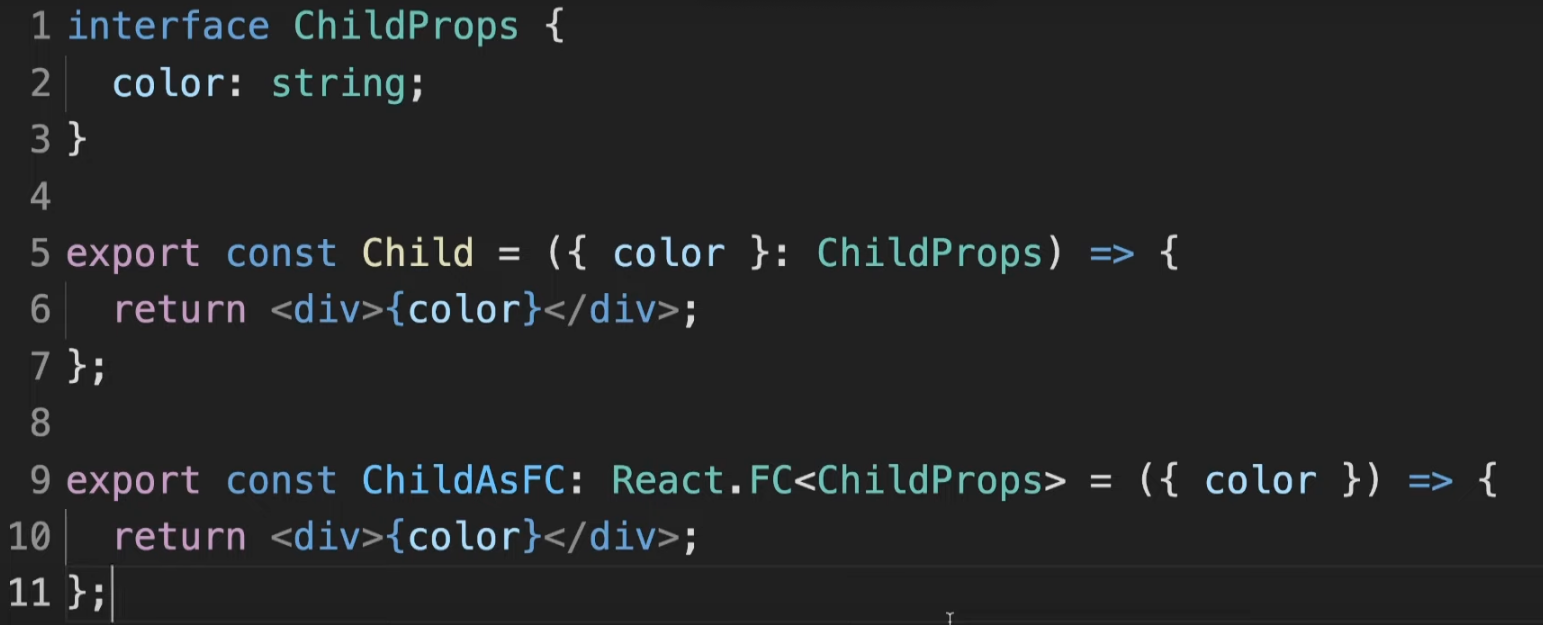 1 interface ChildProps {
2   color: string;
3 }
4
5 export const Child = ({ color }: ChildProps) => {
6   return <div>{color}</div>;
7 };
8
9 export const ChildAsFC: React.FC<ChildProps> = ({ color }) => {
10   return <div>{color}</div>;
11 };